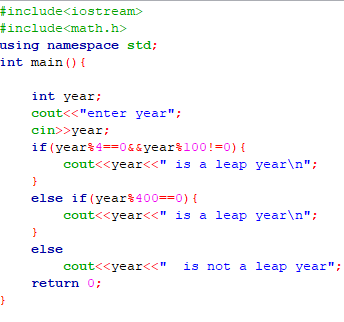 #include<iostream>
#include<math.h>
using namespace std;
int main(){
int year;
cout<<"enter year";
cin>>year;
if(year%4==0&&year%100!=0){
cout<<year<<" is a leap year\n";
}
else if(year%400==0){
cout<<year<<" is a leap year\n";
}
else
cout<<year<<"  is not a leap year";
return 0;
}